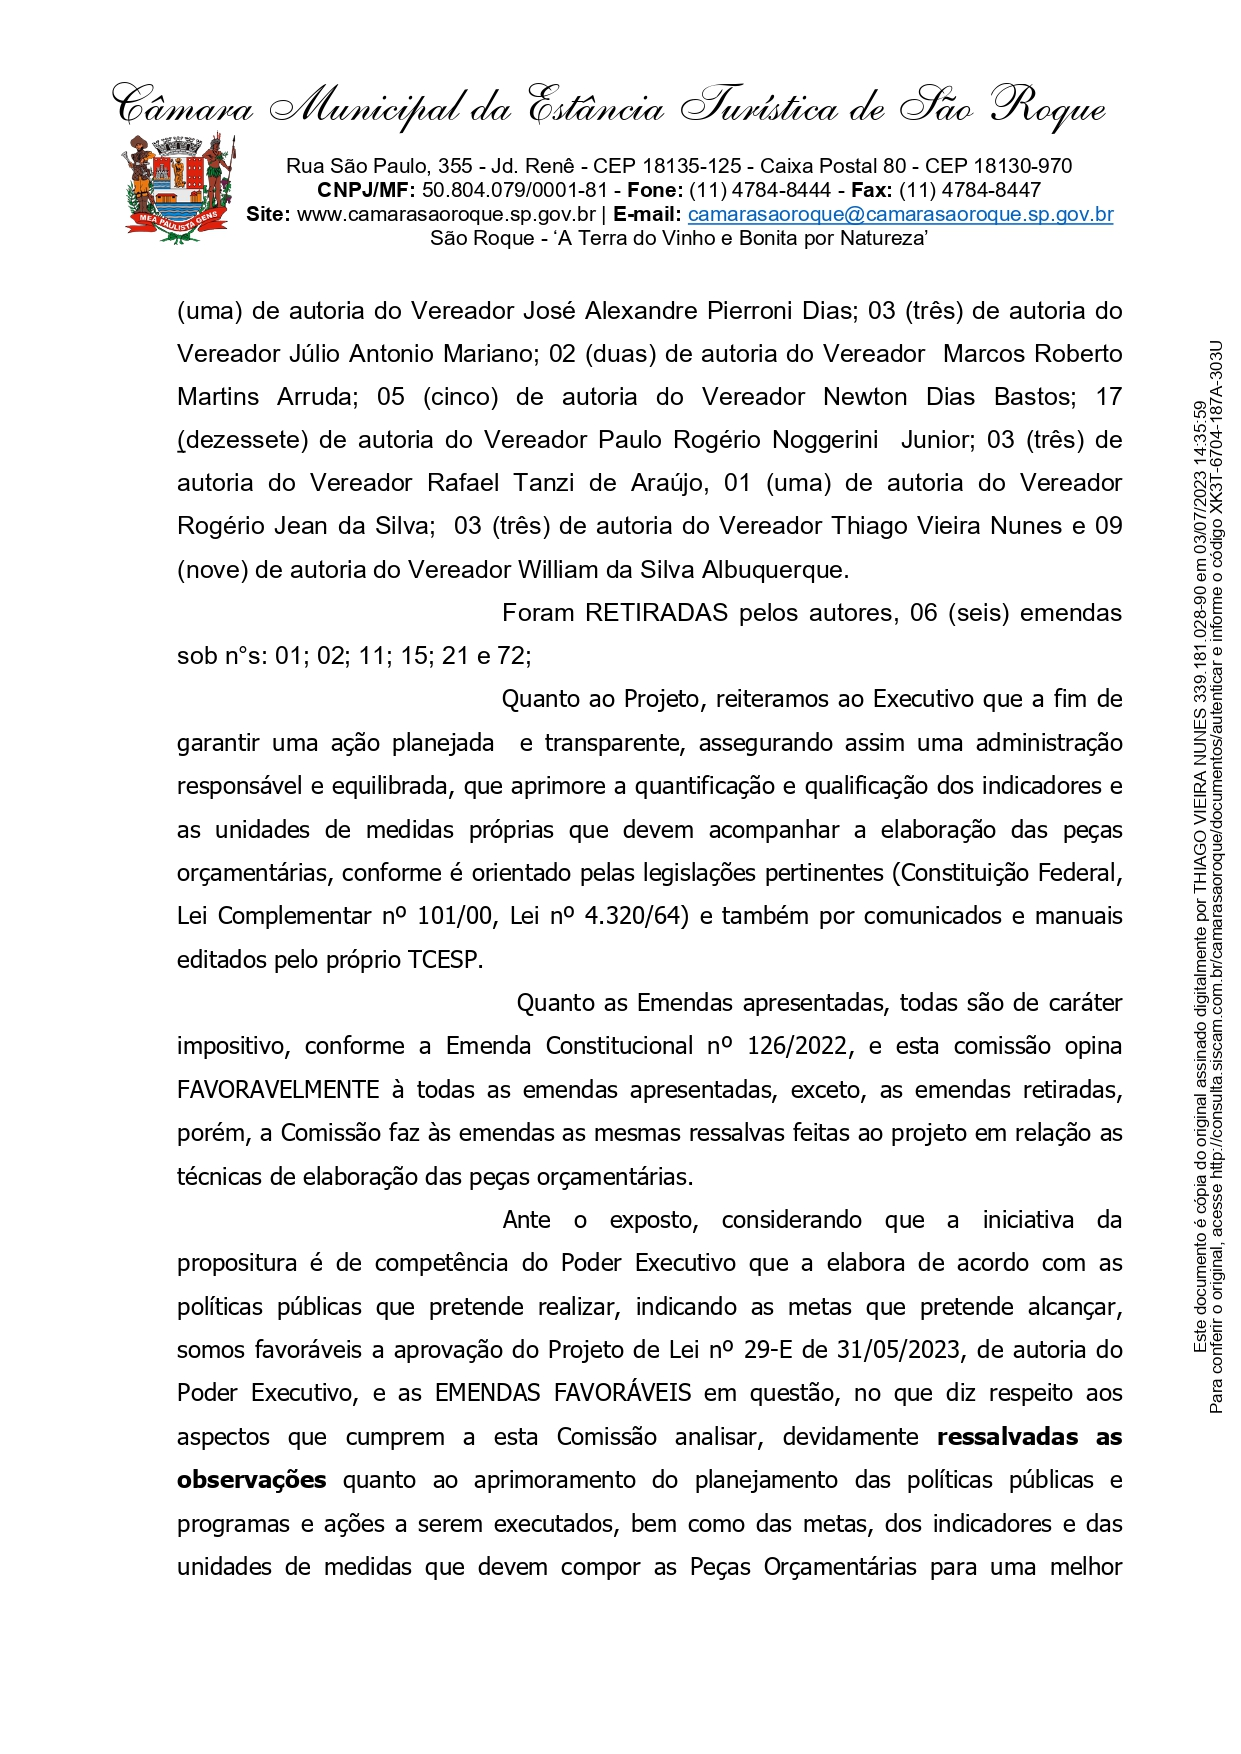 Câmara Municipal da Estância Turística de São Roque
Rua São Paulo, 355 - Jd. Renê - CEP 18135-125 - Caixa Postal 80 - CEP 18130-970
CNPJ/MF: 50.804.079/0001-81 - Fone: (11) 4784-8444 - Fax: (11) 4784-8447
Site: www.camarasaoroque.sp.gov.br | E-mail: camarasaoroque@camarasaoroque.sp.gov.br
São Roque - ‘A Terra do Vinho e Bonita por Natureza’
MEA PAULISTA GENS
(uma) de autoria do Vereador José Alexandre Pierroni Dias; 03 (três) de autoria do
Vereador Júlio Antonio Mariano; 02 (duas) de autoria do Vereador Marcos Roberto
Martins Arruda; 05 (cinco) de autoria do Vereador Newton Dias Bastos; 17
(dezessete) de autoria do Vereador Paulo Rogério Noggerini Junior; 03 (três) de
autoria do Vereador Rafael Tanzi de Araújo, 01 (uma) de autoria do Vereador
Rogério Jean da Silva; 03 (três) de autoria do Vereador Thiago Vieira Nunes e 09
(nove) de autoria do Vereador William da Silva Albuquerque.
Foram RETIRADAS pelos autores, 06 (seis) emendas
sob n°s: 01; 02; 11; 15; 21 e 72;
Quanto ao Projeto, reiteramos ao Executivo que a fim de
garantir uma ação planejada e transparente, assegurando assim uma administração
responsável e equilibrada, que aprimore a quantificação e qualificação dos indicadores e
as unidades de medidas próprias que devem acompanhar a elaboração das peças
orçamentárias, conforme é orientado pelas legislações pertinentes (Constituição Federal,
Lei Complementar nº 101/00, Lei nº 4.320/64) e também por comunicados e manuais
editados pelo próprio TCESP.
Quanto as Emendas apresentadas, todas são de caráter
impositivo, conforme a Emenda Constitucional nº 126/2022, e esta comissão opina
FAVORAVELMENTE à todas as emendas apresentadas, exceto, as emendas retiradas,
porém, a Comissão faz às emendas as mesmas ressalvas feitas ao projeto em relação as
técnicas de elaboração das peças orçamentárias.
Ante o exposto, considerando que a iniciativa da
propositura é de competência do Poder Executivo que a elabora de acordo com as
políticas públicas que pretende realizar, indicando as metas que pretende alcançar,
somos favoráveis a aprovação do Projeto de Lei nº 29-E de 31/05/2023, de autoria do
Poder Executivo, e as EMENDAS FAVORÁVEIS em questão, no que diz respeito aos
aspectos que cumprem a esta Comissão analisar, devidamente ressalvadas as
observações quanto ao aprimoramento do planejamento das políticas públicas e
programas e ações a serem executados, bem como das metas, dos indicadores e das
unidades de medidas que devem compor as Peças Orçamentárias para uma melhor
Este documento é cópia do original assinado digitalmente por THIAGO VIEIRA NUNES 339.181.028-90 em 03/07/2023 14:35:59
Para conferir o original, acesse http://consulta.siscam.com.br/camarasaoroque/documentos/autenticar e informe o código XK3T-6704-187A-303U